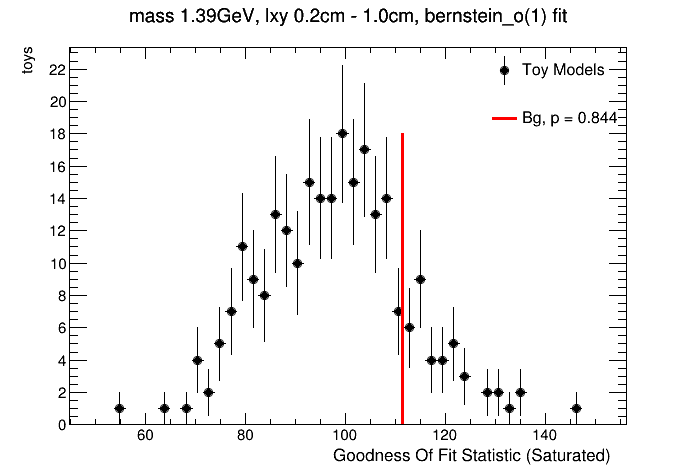 mass 1.39GeV, lxy 0.2cm - 1.0cm, bernstein_o(1) fit
toys
Toy Models
Bg, p = 0.844
22
20
18
16
14
12
10
8
6
4
2
0
60 80 100 120 140
Goodness Of Fit Statistic (Saturated)